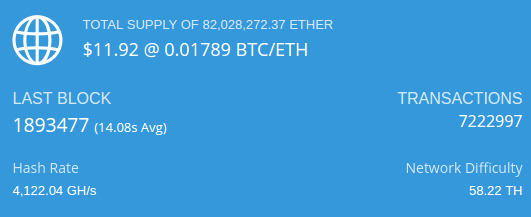 TOTAL SUPPLY OF 82,028,272.37 ETHER
$11.92 @ 0.01789 BTC/ETH
LAST BLOCK
1893477 (14.08s Avg)
TRANSACTIONS
7222997
Hash Rate
4,122.04 GH/s
Network Difficulty
58.22 TH